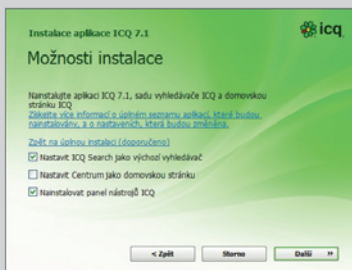 Instalace aplikace ICQ 7.1
icq
Možnosti instalace
Nainstalujte aplikaci ICQ 7.1, sadu vyhledávače ICQ a domovskou
stránku ICQ
Získejte více informací o úplném seznamu aplikací, které budou
nainstalovány, a o nastaveních, která budou změněna.
Zpět na úplnou instalaci (doporučeno)
Nastavit ICQ Search jako výchozí vyhledávač
Nastavit Centrum jako domovskou stránku
Nainstalovat panel nástrojů ICQ
< Zpět
Storno
Další »